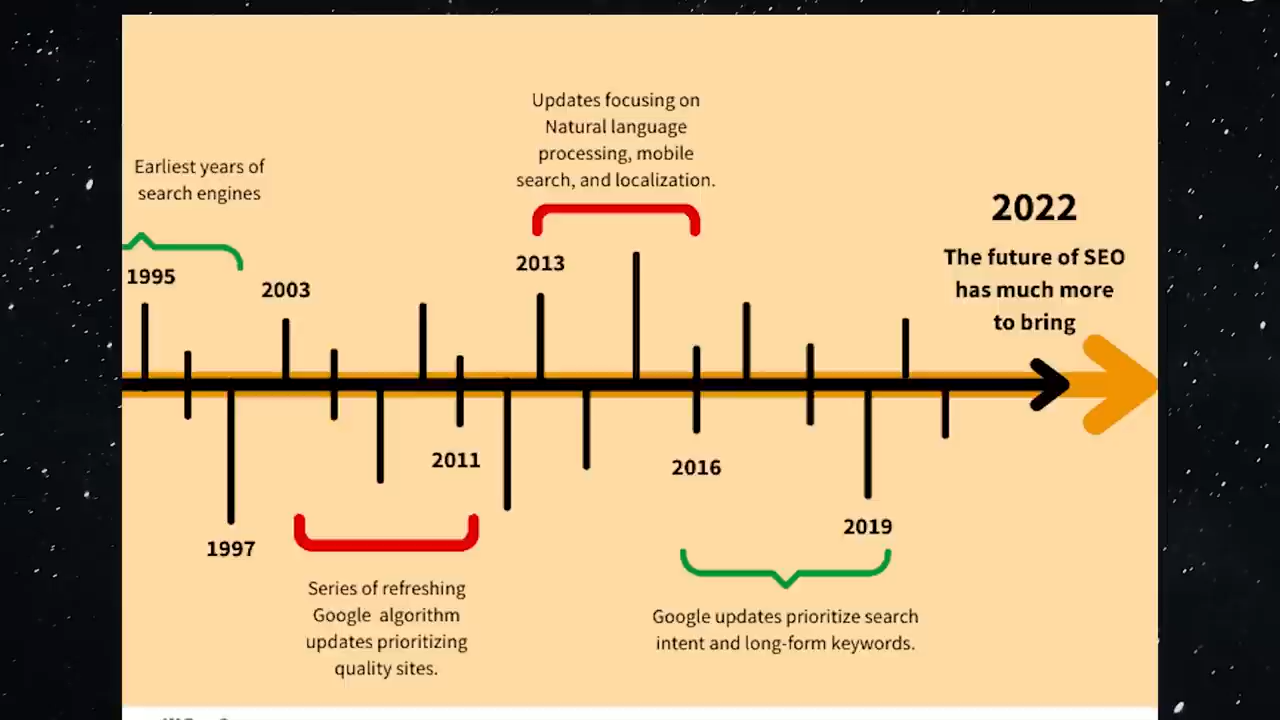 Updates focusing on
Natural language
processing, mobile
search, and localization.
Earliest years of
search engines
2022
The future of SEO
has much more
to bring
1995
2003
2013
2011
2016
1997
2019
Series of refreshing
Google algorithm
updates prioritizing
quality sites.
Google updates prioritize search
intent and long-form keywords.